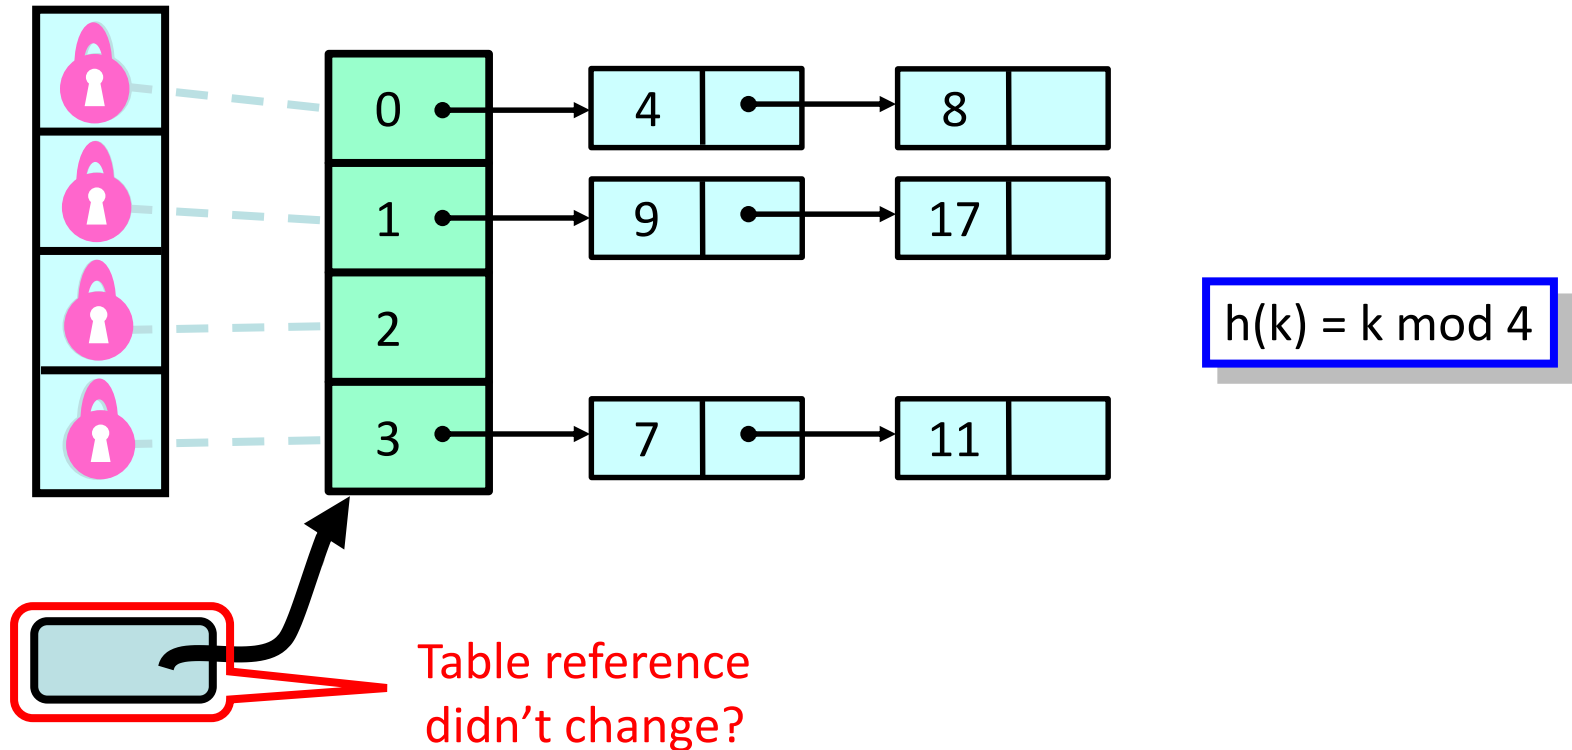 0 4 8
1 9 17
2
3 7 11
h(k) = k mod 4
Table reference
didn’t change?